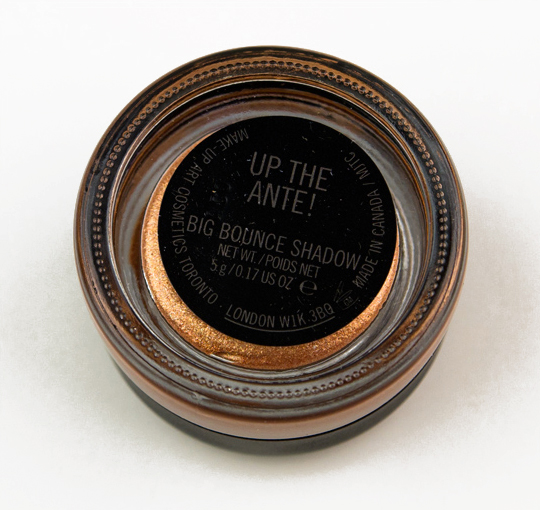 UP THE
ANTE!
BIG BOUNCE SHADOW
NET WT./POIDS NET
5 g/0.17 US OZ e
MAKE-UP ART COSMETICS TORONTO · LONDON W1K.3BQ
MADE IN CANADA / MJTC